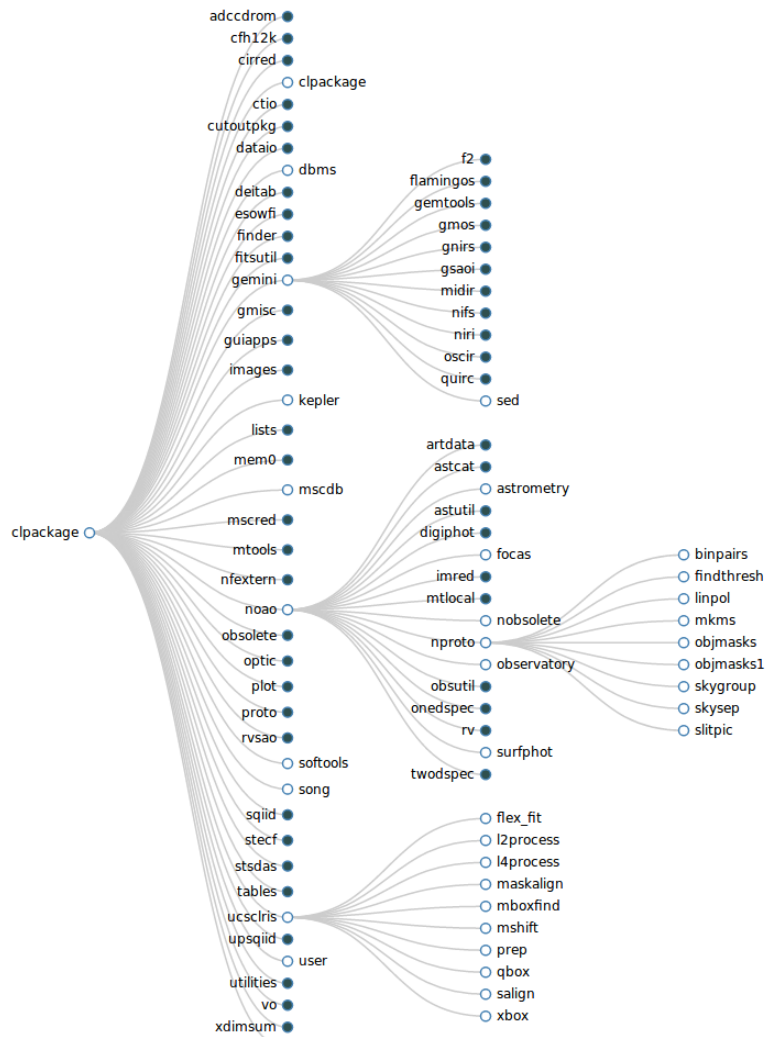 clpackage
adccdrom
cfh12k
cirred
clpackage
ctio
cutoutpkg
dataio
dbms
deitab
esowfi
finder
fitsutil
gemini
gmisc
guiapps
images
kepler
lists
mem0
mscdb
mscred
mtools
nfextern
noao
obsolete
optic
plot
proto
rvsao
softools
song
sqiid
stecf
stsdas
tables
ucsclris
upsqiid
user
utilities
vo
xdimsum
f2
flamingos
gemtools
gmos
gnirs
gsaoi
midir
nifs
niri
oscir
quirc
sed
artdata
astcat
astrometry
astutil
digiphot
focas
imred
mtlocal
nobsolete
nproto
observatory
obsutil
onedspec
rv
surfphot
twodspec
binpairs
findthresh
linpol
mkms
objmasks
objmasks1
skygroup
skysep
slitpic
flex_fit
l2process
l4process
maskalign
mboxfind
mshift
prep
qbox
salign
xbox